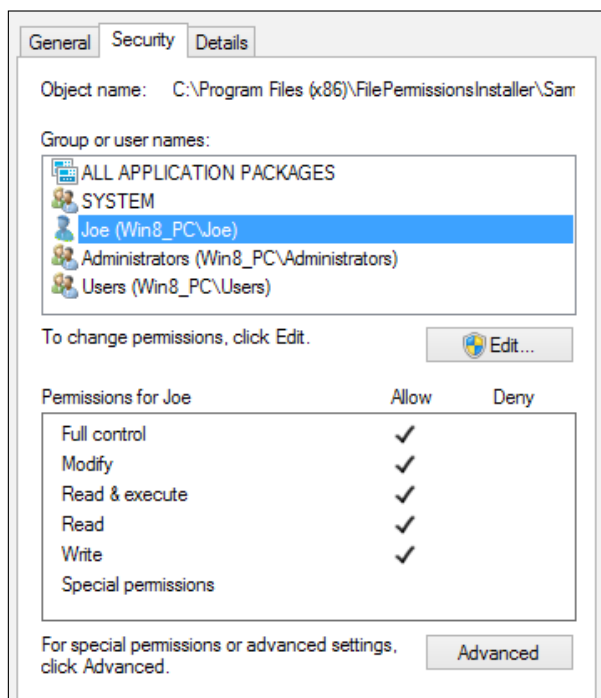 General Security Details
Object name: C:\Program Files (x86)\FilePermissionsInstaller\Sam
Group or user names:
ALL APPLICATION PACKAGES
SYSTEM
Joe (Win8_PC\Joe)
Administrators (Win8_PC\Administrators)
Users (Win8_PC\Users)
To change permissions, click Edit. Edit...
Permissions for Joe Allow Deny
Full control
Modify
Read & execute
Read
Write
Special permissions
For special permissions or advanced settings,
click Advanced. Advanced